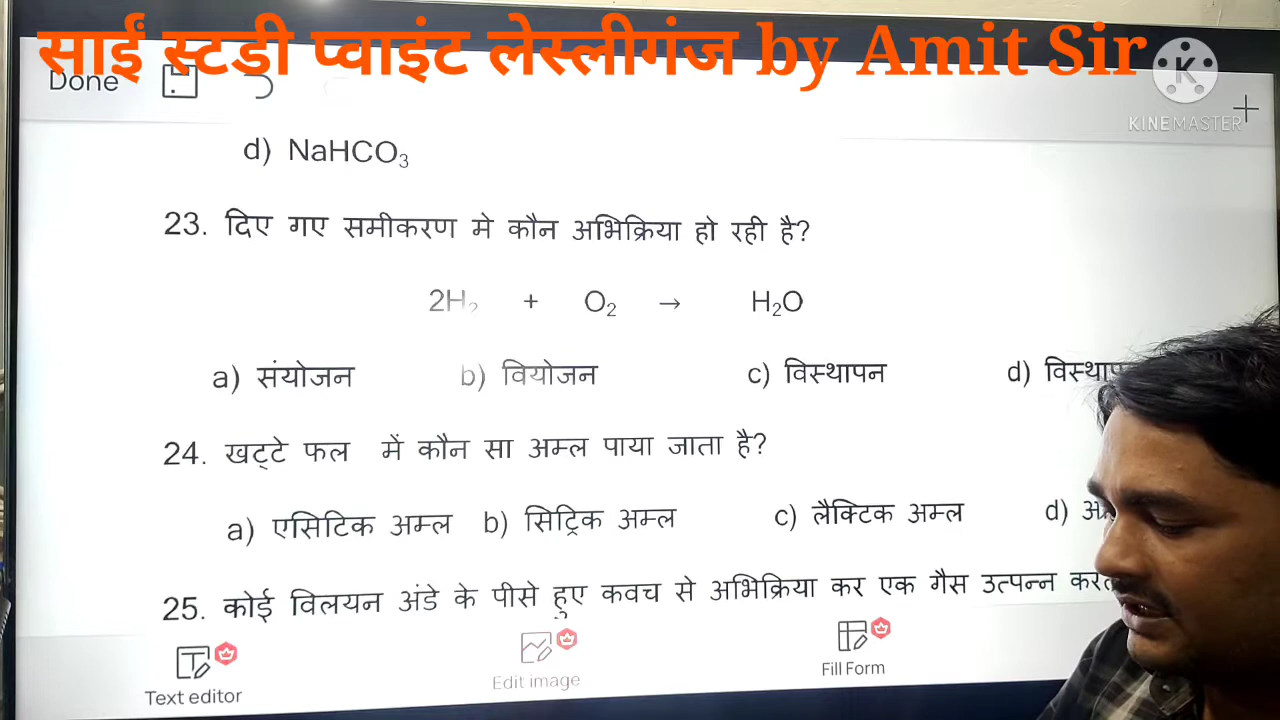 साईं स्टडी प्वाइंट लेस्लीगंज by Amit Sir
Done
KINEMASTER
d) NaHCO₃
23. दिए गए समीकरण मे कौन अभिक्रिया हो रही है?
2H₂ + O₂ → H₂O
a) संयोजन b) वियोजन c) विस्थापन d)
24. खट्टे फल में कौन सा अम्ल पाया जाता है?
a) एसिटिक अम्ल b) सिट्रिक अम्ल c) लैक्टिक अम्ल d)
25. कोई विलयन अंडे के पीसे हुए कवच से अभिक्रिया कर एक गैस उत्पन्न
Text editor Edit image Fill Form